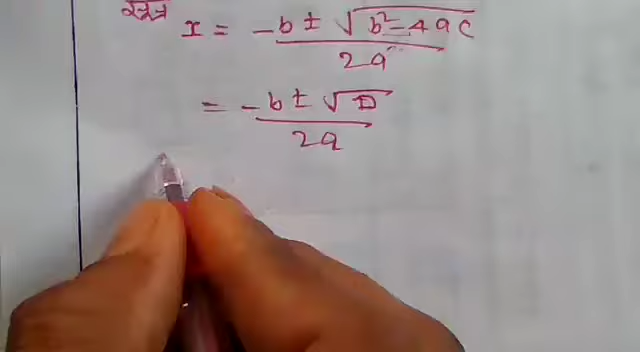 x = -b ± √b²-4ac / 2a
= -b ± √D / 2a